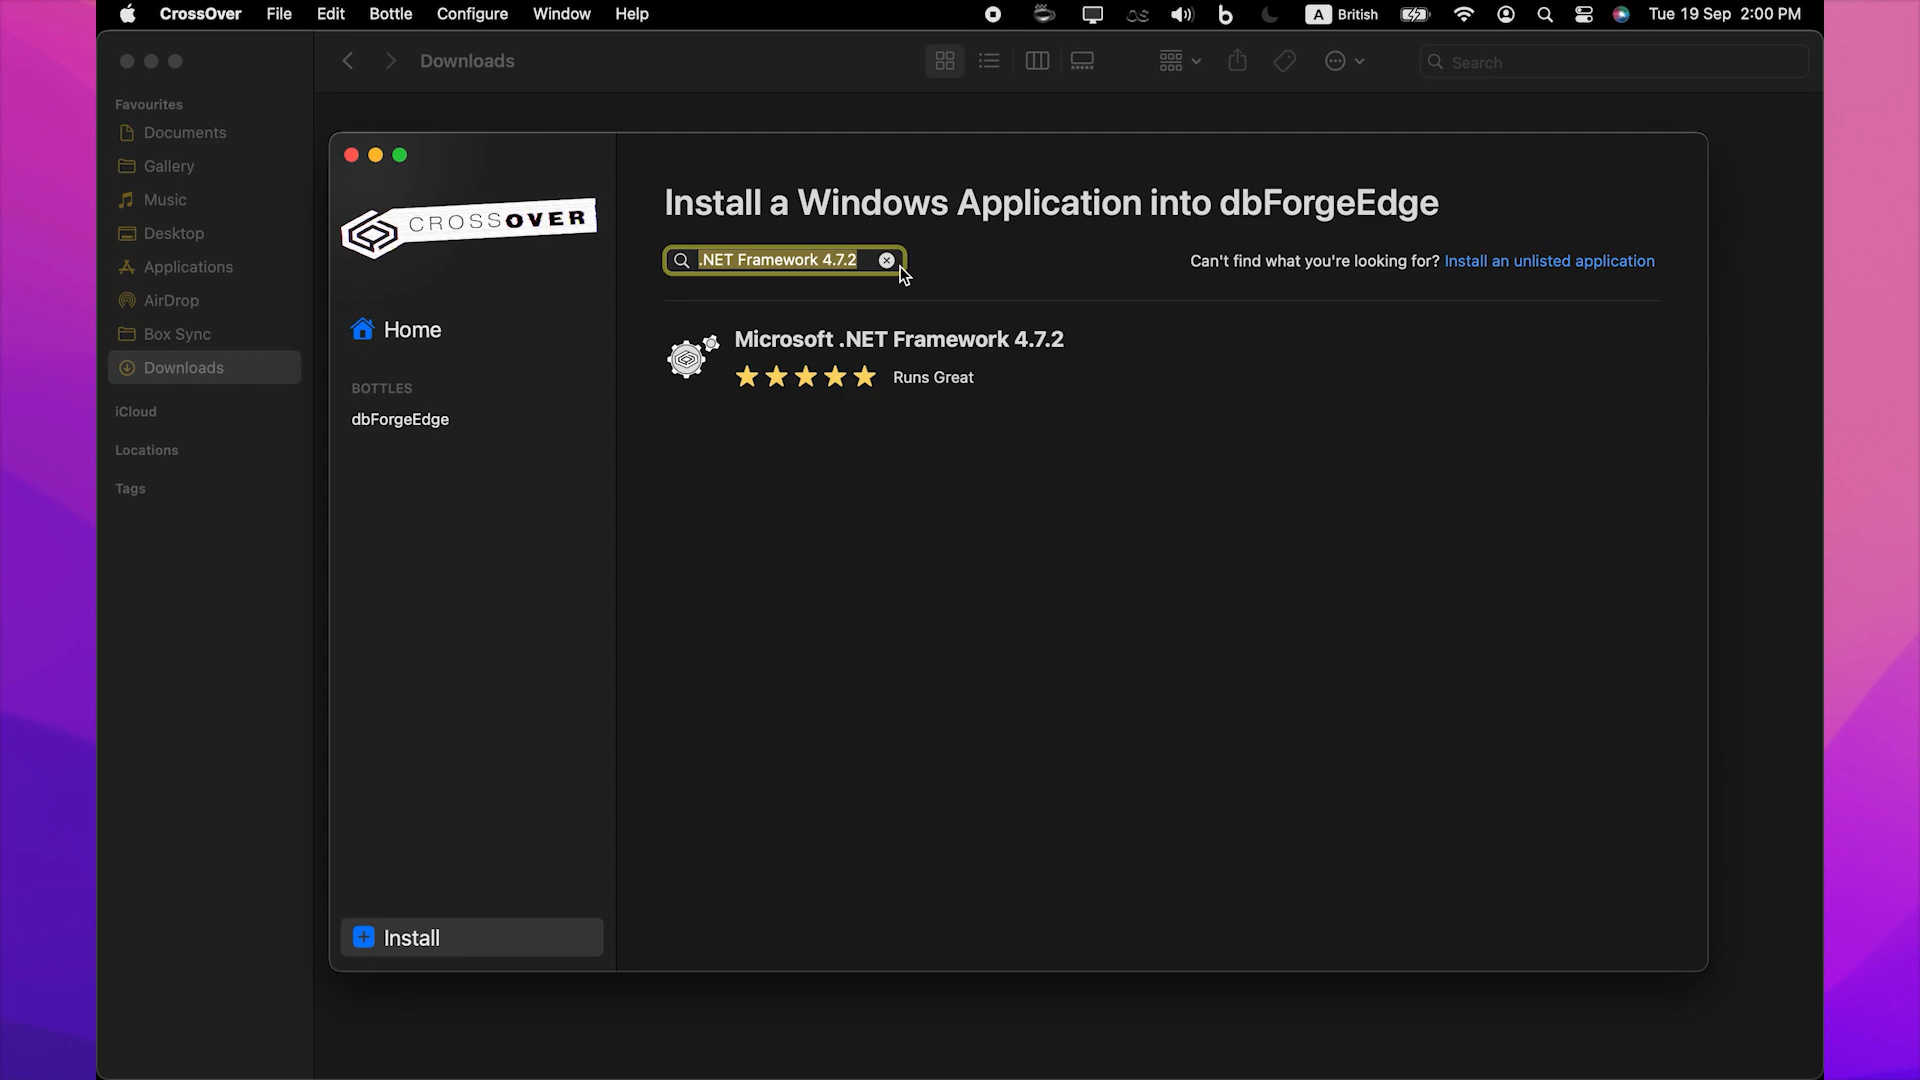 CrossOver File Edit Bottle Configure Window Help A British Tue 19 Sep 2:00 PM
Downloads
Search
Favourites
Documents
Gallery
Music
Desktop
Applications
AirDrop
Box Sync
Downloads
iCloud
Locations
Tags
CROSSOVER
Home
BOTTLES
dbForgeEdge
Install
Install a Windows Application into dbForgeEdge
.NET Framework 4.7.2
Can't find what you're looking for? Install an unlisted application
Microsoft .NET Framework 4.7.2
Runs Great